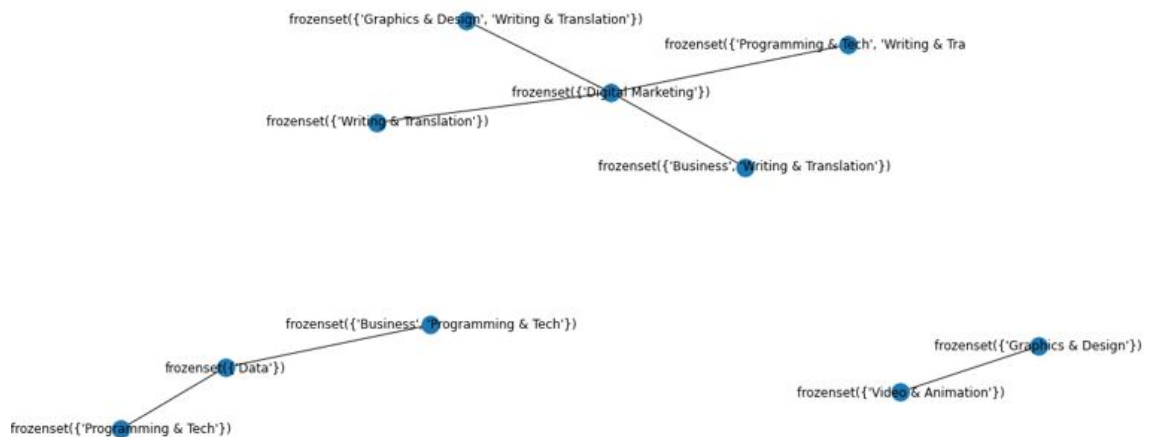 frozenset({'Graphics & Design', 'Writing & Translation'})
frozenset({'Programming & Tech', 'Writing & Tra
frozenset({'Digital Marketing'})
frozenset({'Writing & Translation'})
frozenset({'Business', 'Writing & Translation'})
frozenset({'Business', 'Programming & Tech'})
frozenset({'Graphics & Design'})
frozenset({'Data'})
frozenset({'Video & Animation'})
frozenset({'Programming & Tech'})